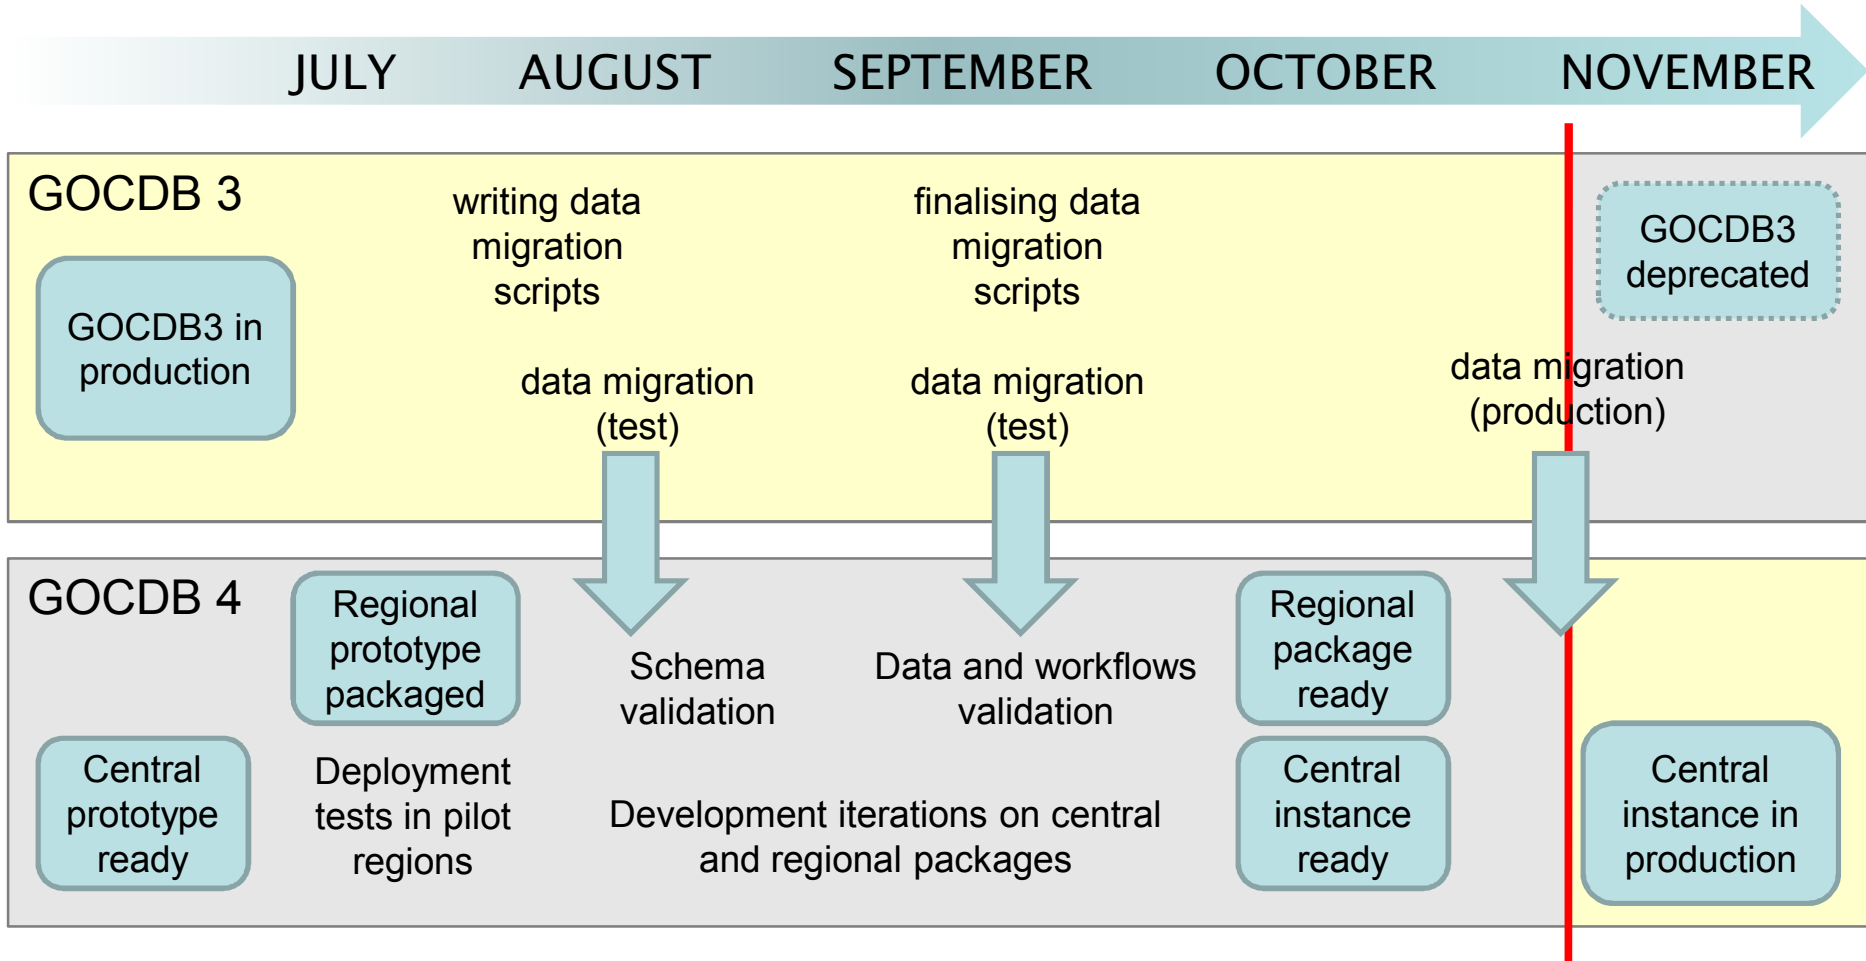 JULY AUGUST SEPTEMBER OCTOBER NOVEMBER
GOCDB 3
GOCDB3 in
production
writing data
migration
scripts
data migration
(test)
finalising data
migration
scripts
data migration
(test)
data migration
(production)
GOCDB3
deprecated
GOCDB 4
Central
prototype
ready
Regional
prototype
packaged
Deployment
tests in pilot
regions
Schema
validation
Data and workflows
validation
Development iterations on central
and regional packages
Regional
package
ready
Central
instance
ready
Central
instance in
production